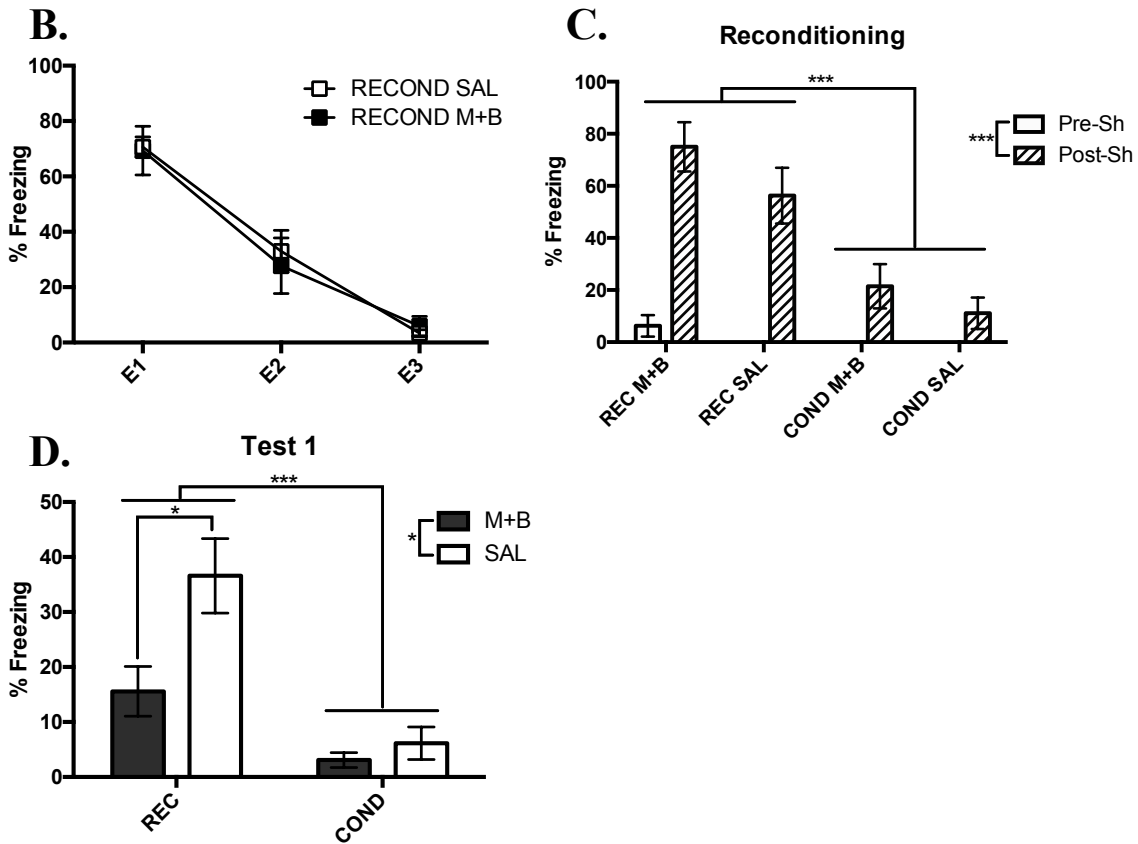 B.
% Freezing
100
80
60
40
20
0
RECOND SAL
RECOND M+B
E1
E2
E3
C.
Reconditioning
% Freezing
100
80
60
40
20
0
***
*** Pre-Sh
Post-Sh
REC M+B
REC SAL
COND M+B
COND SAL
D.
Test 1
% Freezing
50
40
30
20
10
0
***
*
* M+B
SAL
REC
COND